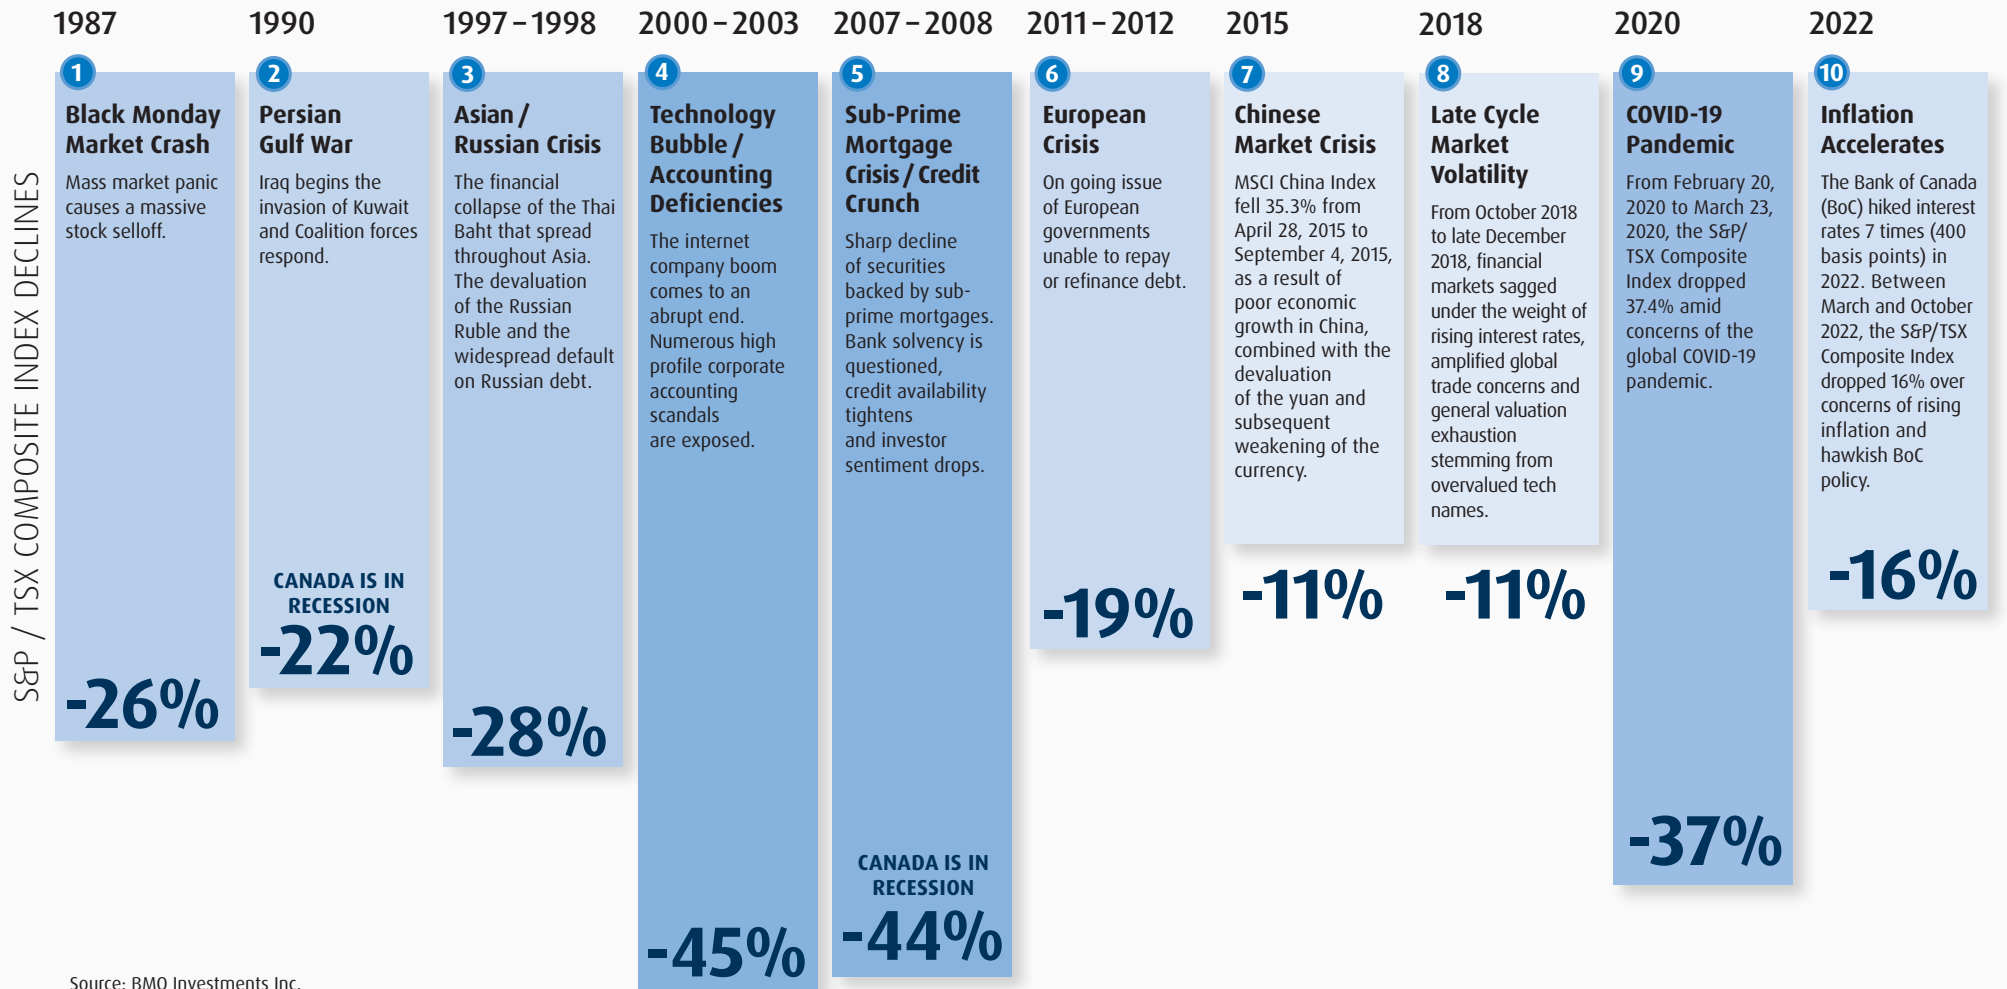 1987
1990
1997–1998
2000–2003
2007–2008
2011–2012
2015
2018
2020
2022
S&P / TSX COMPOSITE INDEX DECLINES
1
Black Monday
Market Crash
Mass market panic
causes a massive
stock selloff.
-26%
2
Persian
Gulf War
Iraq begins the
invasion of Kuwait
and Coalition forces
respond.
CANADA IS IN
RECESSION
-22%
3
Asian /
Russian Crisis
The financial
collapse of the Thai
Baht that spread
throughout Asia.
The devaluation
of the Russian
Ruble and the
widespread default
on Russian debt.
-28%
4
Technology
Bubble /
Accounting
Deficiencies
The internet
company boom
comes to an
abrupt end.
Numerous high
profile corporate
accounting
scandals
are exposed.
-45%
5
Sub-Prime
Mortgage
Crisis / Credit
Crunch
Sharp decline
of securities
backed by sub-
prime mortgages.
Bank solvency is
questioned,
credit availability
tightens
and investor
sentiment drops.
CANADA IS IN
RECESSION
-44%
6
European
Crisis
On going issue
of European
governments
unable to repay
or refinance debt.
-19%
7
Chinese
Market Crisis
MSCI China Index
fell 35.3% from
April 28, 2015 to
September 4, 2015,
as a result of
poor economic
growth in China,
combined with the
devaluation
of the yuan and
subsequent
weakening of the
currency.
-11%
8
Late Cycle
Market
Volatility
From October 2018
to late December
2018, financial
markets sagged
under the weight of
rising interest rates,
amplified global
trade concerns and
general valuation
exhaustion
stemming from
overvalued tech
names.
-11%
9
COVID-19
Pandemic
From February 20,
2020 to March 23,
2020, the S&P/
TSX Composite
Index dropped
37.4% amid
concerns of the
global COVID-19
pandemic.
-37%
10
Inflation
Accelerates
The Bank of Canada
(BoC) hiked interest
rates 7 times (400
basis points) in
2022. Between
March and October
2022, the S&P/TSX
Composite Index
dropped 16% over
concerns of rising
inflation and
hawkish BoC
policy.
-16%
Source: BMO Investments Inc.